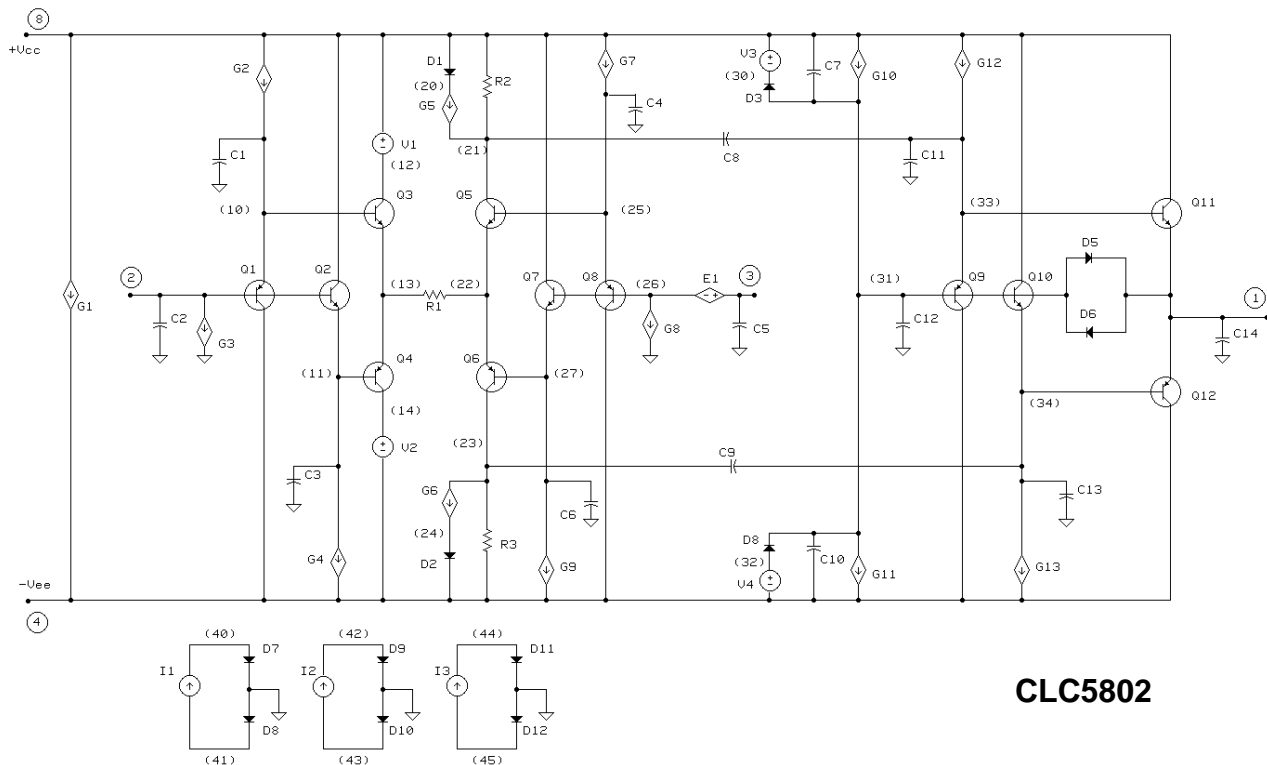 8
+Vcc
G2
D1
(20)
G5
R2
G7
C4
V3
(30)
D3
C7
G10
G12
C1
V1
(12)
(21)
C8
C11
(10)
Q3
Q5
(25)
(33)
Q11
2
Q1
Q2
(13)
R1
(22)
Q7
Q8
(26)
E1
3
(31)
Q9
Q10
D5
D6
1
G1
C2
G3
G8
C5
C12
C14
(11)
Q4
(14)
Q6
(27)
(34)
Q12
V2
(23)
C9
C3
G6
(24)
C6
C13
G4
D2
R3
G9
D8
(32)
V4
C10
G11
G13
-Vee
4
(40)
(42)
(44)
I1
D7
D8
I2
D9
D10
I3
D11
D12
(41)
(43)
(45)
CLC5802